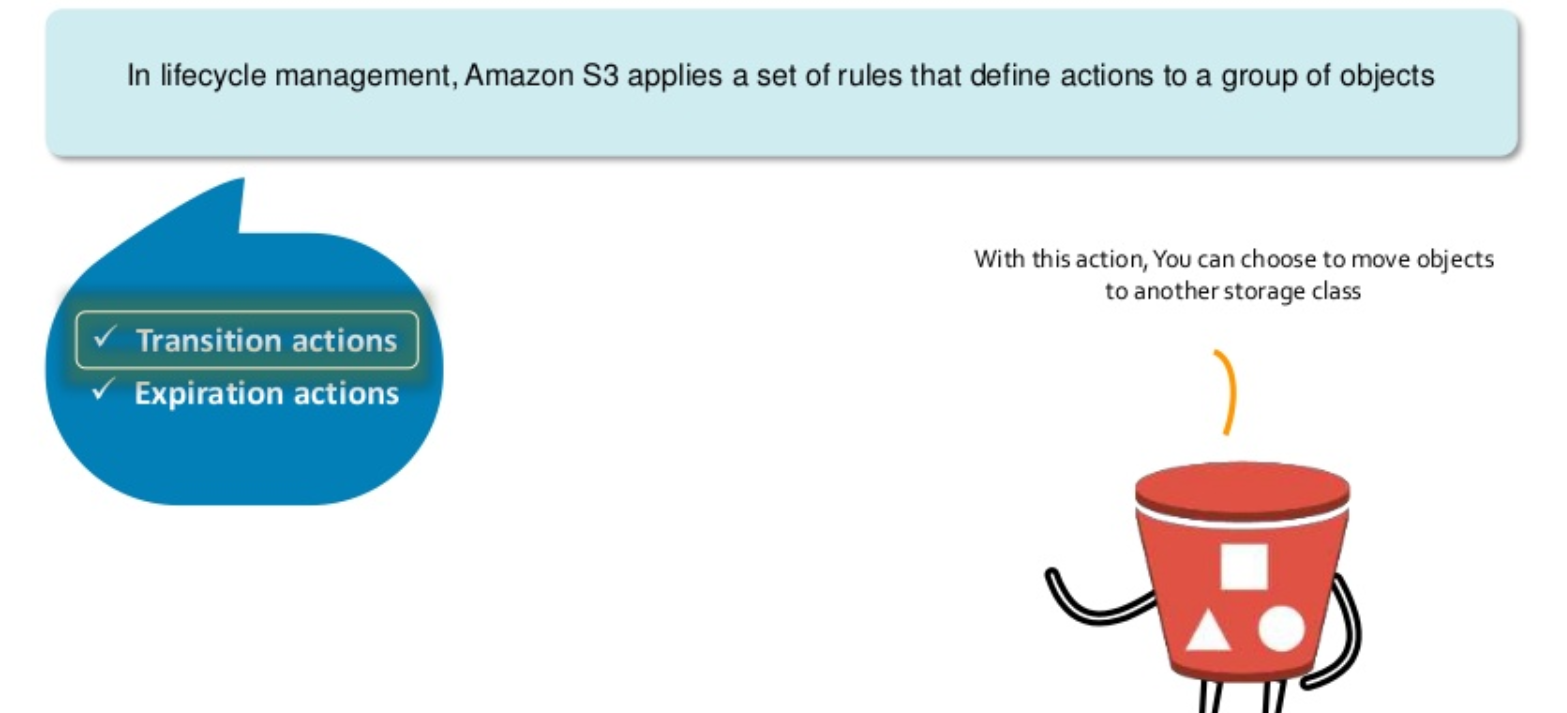 In lifecycle management, Amazon S3 applies a set of rules that define actions to a group of objects
With this action, You can choose to move objects
to another storage class
✓ Transition actions
✓ Expiration actions